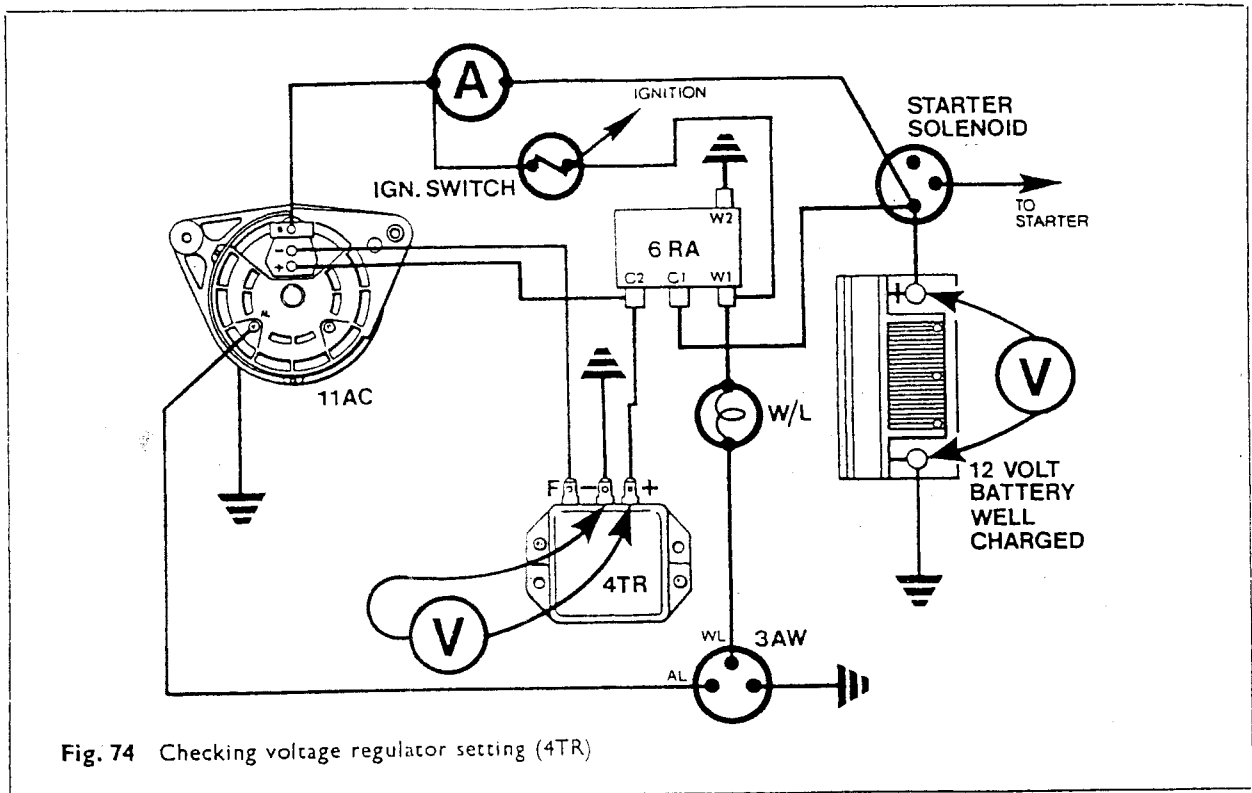 A
IGNITION
STARTER
SOLENOID
IGN. SWITCH
TO
STARTER
W2
6 RA
C2 C1 W1
-
+
AL
11AC
+
V
W/L
12 VOLT
BATTERY
WELL
CHARGED
F - +
4TR
V
WL 3AW
AL
Fig. 74 Checking voltage regulator setting (4TR)